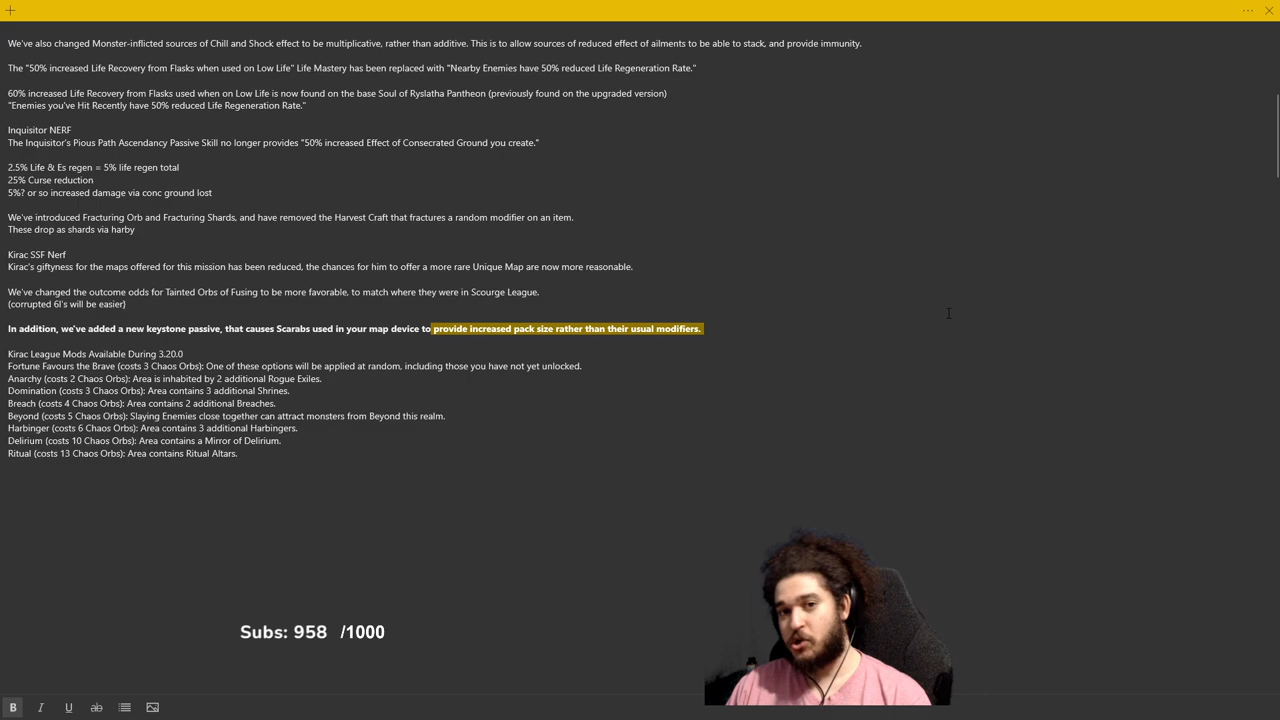 We've also changed Monster-inflicted sources of Chill and Shock effect to be multiplicative, rather than additive. This is to allow sources of reduced effect of ailments to be able to stack, and provide immunity.
The "50% increased Life Recovery from Flasks when used on Low Life" Life Mastery has been replaced with "Nearby Enemies have 50% reduced Life Regeneration Rate."
60% increased Life Recovery from Flasks used when on Low Life is now found on the base Soul of Ryslatha Pantheon (previously found on the upgraded version)
"Enemies you've Hit Recently have 50% reduced Life Regeneration Rate."
Inquisitor NERF
The Inquisitor's Pious Path Ascendancy Passive Skill no longer provides "50% increased Effect of Consecrated Ground you create."
2.5% Life & Es regen = 5% life regen total
25% Curse reduction
5%? or so increased damage via conc ground lost
We've introduced Fracturing Orb and Fracturing Shards, and have removed the Harvest Craft that fractures a random modifier on an item.
These drop as shards via harby
Kirac SSF Nerf
Kirac's giftyness for the maps offered for this mission has been reduced, the chances for him to offer a more rare Unique Map are now more reasonable.
We've changed the outcome odds for Tainted Orbs of Fusing to be more favorable, to match where they were in Scourge League.
(corrupted 6l's will be easier)
In addition, we've added a new keystone passive, that causes Scarabs used in your map device to provide increased pack size rather than their usual modifiers.
Kirac League Mods Available During 3.20.0
Fortune Favours the Brave (costs 3 Chaos Orbs): One of these options will be applied at random, including those you have not yet unlocked.
Anarchy (costs 2 Chaos Orbs): Area is inhabited by 2 additional Rogue Exiles.
Domination (costs 3 Chaos Orbs): Area contains 3 additional Shrines.
Breach (costs 4 Chaos Orbs): Area contains 2 additional Breaches.
Beyond (costs 5 Chaos Orbs): Slaying Enemies close together can attract monsters from Beyond this realm.
Harbinger (costs 6 Chaos Orbs): Area contains 3 additional Harbingers.
Delirium (costs 10 Chaos Orbs): Area contains a Mirror of Delirium.
Ritual (costs 13 Chaos Orbs): Area contains Ritual Altars.
Subs: 958 /1000
B I U ab